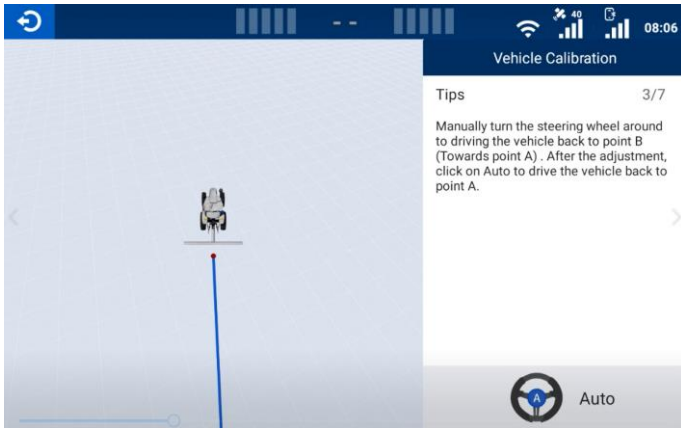 -- 40 08:06
Vehicle Calibration
Tips 3/7
Manually turn the steering wheel around
to driving the vehicle back to point B
(Towards point A) . After the adjustment,
click on Auto to drive the vehicle back to
point A.
A Auto